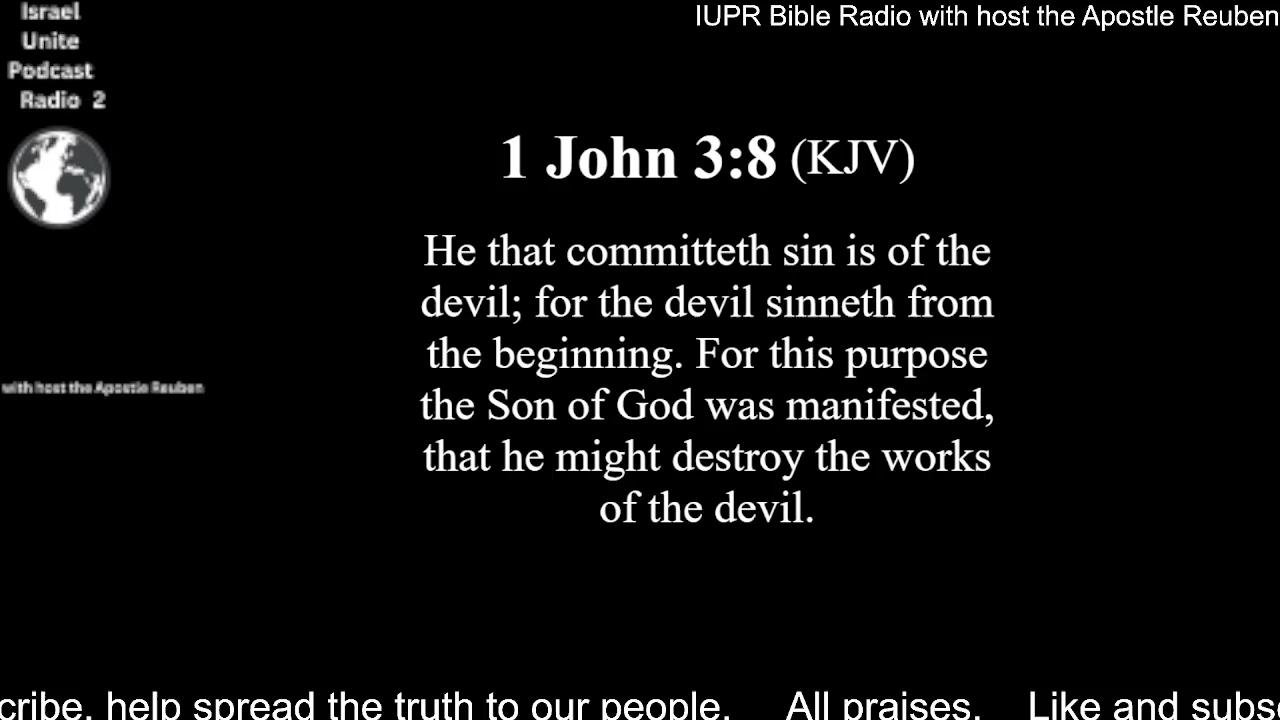 Israel
Unite
Podcast
Radio 2
IUPR Bible Radio with host the Apostle Reuben
1 John 3:8 (KJV)
He that committeth sin is of the
devil; for the devil sinneth from
the beginning. For this purpose
the Son of God was manifested,
that he might destroy the works
of the devil.
with host the Apostle Reuben
cribe, help spread the truth to our people. All praises. Like and subs